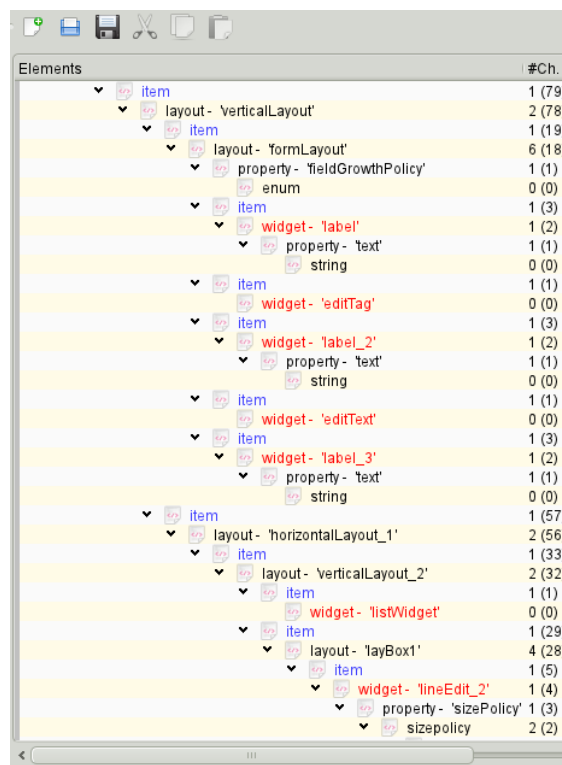 Elements #Ch.
item 1 (79
layout - 'verticalLayout' 2 (78
item 1 (19
layout - 'formLayout' 6 (18
property - 'fieldGrowthPolicy' 1 (1)
enum 0 (0)
item 1 (3)
widget - 'label' 1 (2)
property - 'text' 1 (1)
string 0 (0)
item 1 (1)
widget - 'editTag' 0 (0)
item 1 (3)
widget - 'label_2' 1 (2)
property - 'text' 1 (1)
string 0 (0)
item 1 (1)
widget - 'editText' 0 (0)
item 1 (3)
widget - 'label_3' 1 (2)
property - 'text' 1 (1)
string 0 (0)
item 1 (57
layout - 'horizontalLayout_1' 2 (56
item 1 (33
layout - 'verticalLayout_2' 2 (32
item 1 (1)
widget - 'listWidget' 0 (0)
item 1 (29
layout - 'layBox1' 4 (28
item 1 (5)
widget - 'lineEdit_2' 1 (4)
property - 'sizePolicy' 1 (3)
sizepolicy 2 (2)